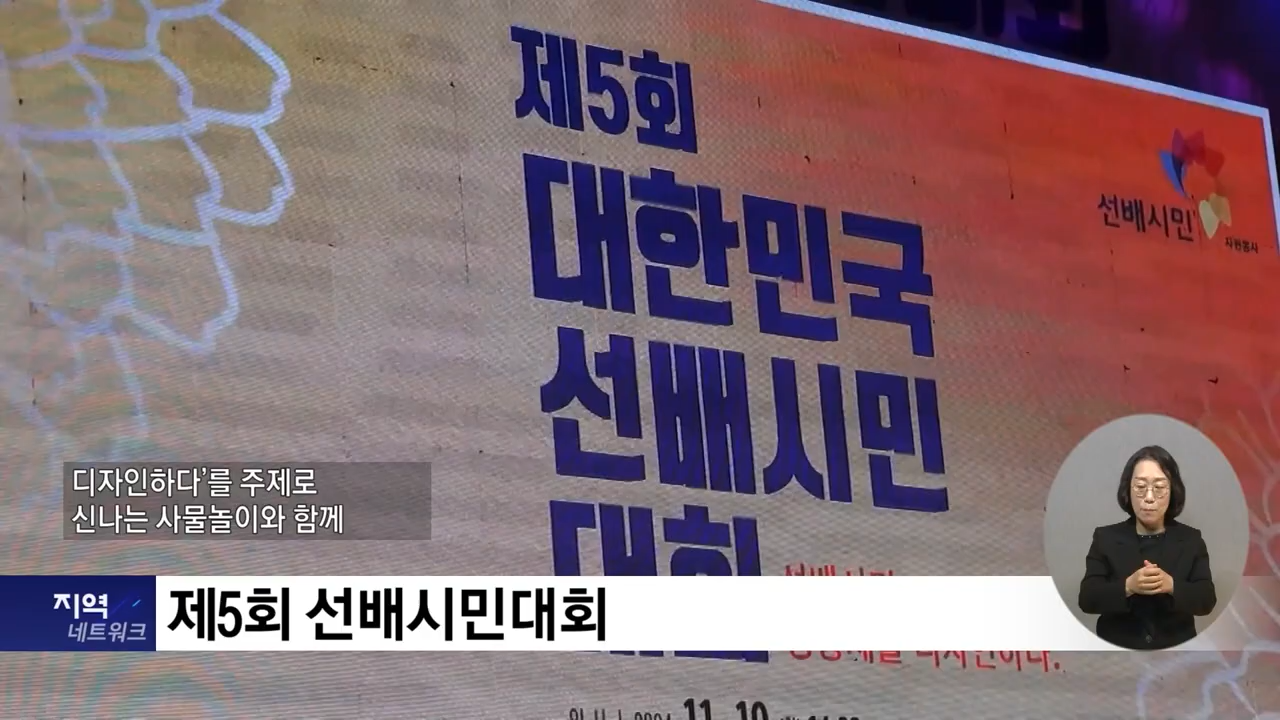 제5회
대한민국
선배시민
대회
선배시민
자원봉사
디자인하다’를 주제로
신나는 사물놀이와 함께
지역
네트워크
제5회 선배시민대회